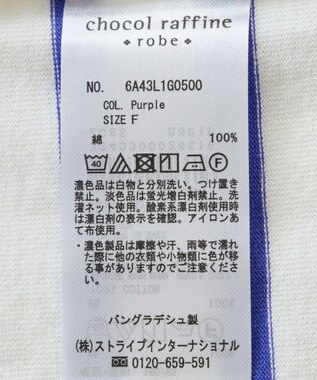 chocol raffine
robe
NO. 6A43L1G0500
COL. Purple
SIZE F
綿 100%
40 F
濃色品は白物と分別洗い。つけ置き
禁止。淡色品は蛍光増白剤禁止。洗
濯ネット使用。酸素系漂白剤使用時
は漂白剤の表示を確認。アイロンあ
て布使用。
・濃色製品は摩擦や汗、雨等で濡れ
た際に他の衣類や小物類に色が移
る事がありますのでご注意くださ
い。
バングラデシュ製
(株)ストライプインターナショナル
0120-659-591